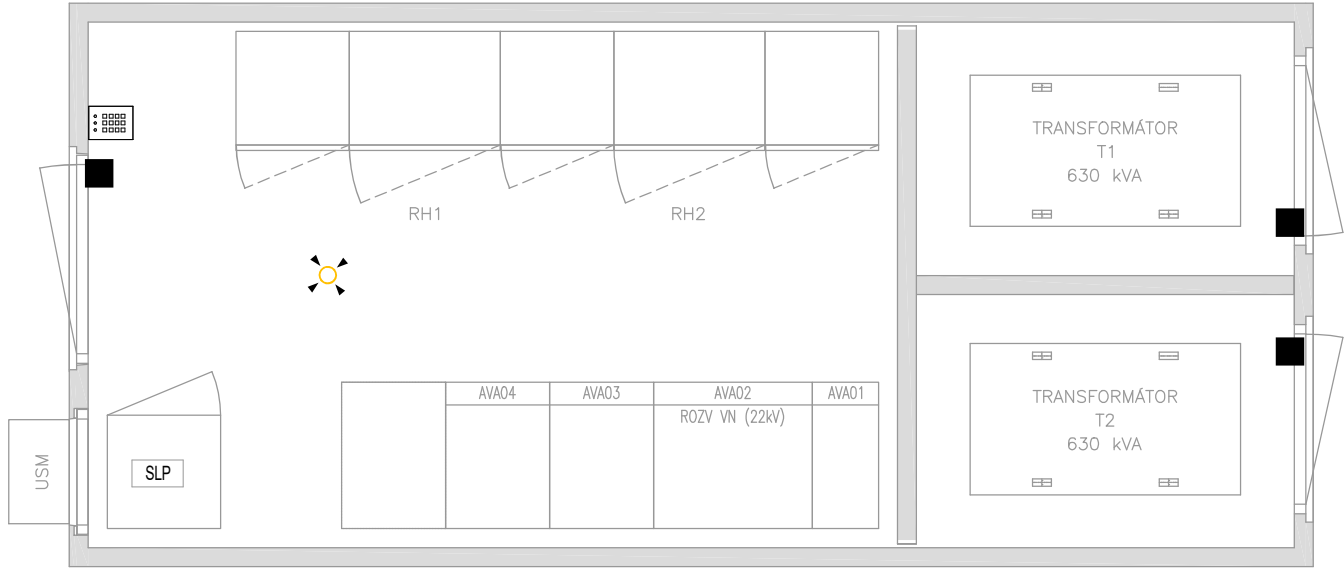 TRANSFORMÁTOR
T1
630 kVA
RH1
RH2
AVA04
AVA03
AVA02
AVA01
ROZV VN (22kV)
TRANSFORMÁTOR
T2
630 kVA
USM
SLP